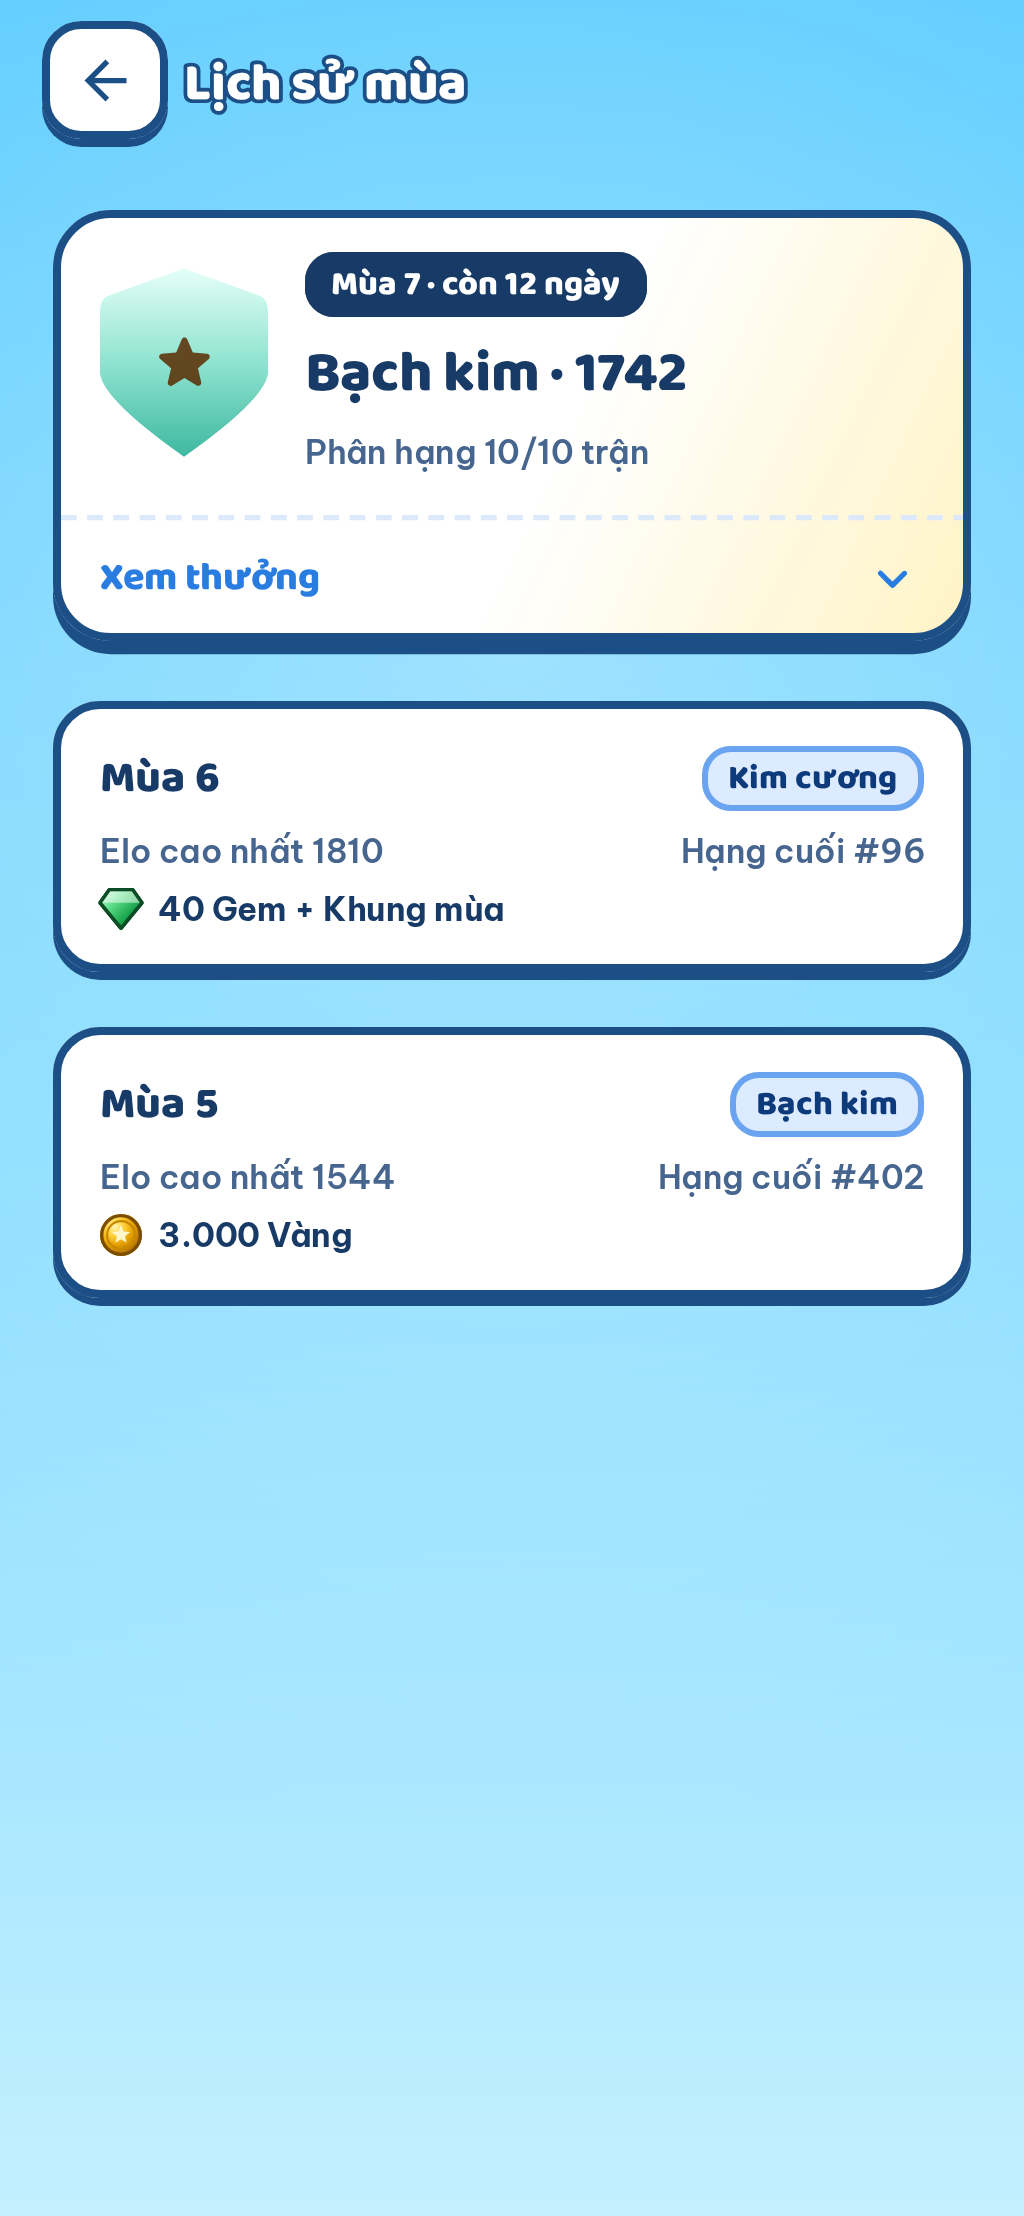 Lịch sử mùa
Mùa 7 · còn 12 ngày
Bạch kim · 1742
Phân hạng 10/10 trận
Xem thưởng
Mùa 6
Kim cương
Elo cao nhất 1810
Hạng cuối #96
40 Gem + Khung mùa
Mùa 5
Bạch kim
Elo cao nhất 1544
Hạng cuối #402
3.000 Vàng